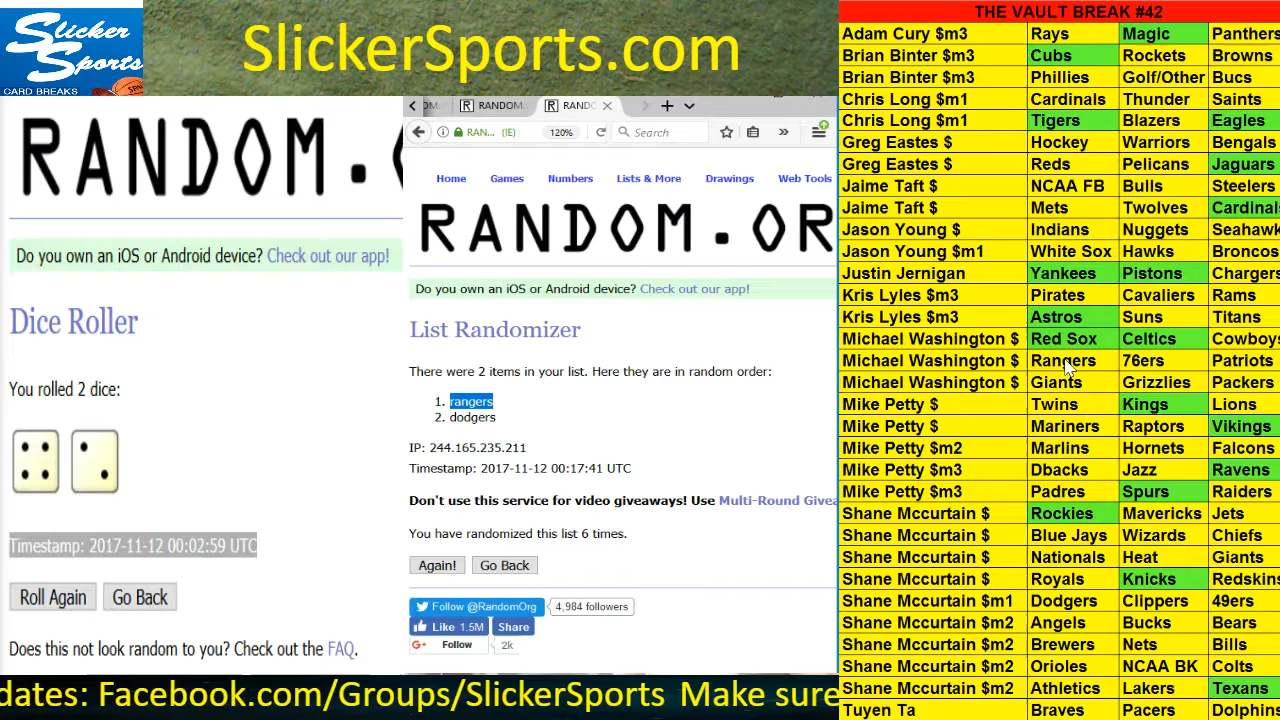 Slicker
Sports
CARD BREAKS
SlickerSports.com
RANDOM.
Do you own an iOS or Android device? Check out our app!
Dice Roller
You rolled 2 dice:
Timestamp: 2017-11-12 00:02:59 UTC
Roll Again
Go Back
Does this not look random to you? Check out the FAQ.
RANDOM.
RANDO
RAN... (IE)
120%
Search
Home
Games
Numbers
Lists & More
Drawings
Web Tools
RANDOM.OR
Do you own an iOS or Android device? Check out our app!
List Randomizer
There were 2 items in your list. Here they are in random order:
1. rangers
2. dodgers
IP: 244.165.235.211
Timestamp: 2017-11-12 00:17:41 UTC
Don't use this service for video giveaways! Use Multi-Round Givea
You have randomized this list 6 times.
Again!
Go Back
Follow @RandomOrg
4,984 followers
Like 1.5M
Share
Follow
2k
THE VAULT BREAK #42
Adam Cury $m3 Rays Magic Panthers
Brian Binter $m3 Cubs Rockets Browns
Brian Binter $m3 Phillies Golf/Other Bucs
Chris Long $m1 Cardinals Thunder Saints
Chris Long $m1 Tigers Blazers Eagles
Greg Eastes $ Hockey Warriors Bengals
Greg Eastes $ Reds Pelicans Jaguars
Jaime Taft $ NCAA FB Bulls Steelers
Jaime Taft $ Mets Twolves Cardinal
Jason Young $ Indians Nuggets Seahawk
Jason Young $m1 White Sox Hawks Broncos
Justin Jernigan Yankees Pistons Chargers
Kris Lyles $m3 Pirates Cavaliers Rams
Kris Lyles $m3 Astros Suns Titans
Michael Washington $ Red Sox Celtics Cowboys
Michael Washington $ Rangers 76ers Patriots
Michael Washington $ Giants Grizzlies Packers
Mike Petty $ Twins Kings Lions
Mike Petty $ Mariners Raptors Vikings
Mike Petty $m2 Marlins Hornets Falcons
Mike Petty $m3 Dbacks Jazz Ravens
Mike Petty $m3 Padres Spurs Raiders
Shane Mccurtain $ Rockies Mavericks Jets
Shane Mccurtain $ Blue Jays Wizards Chiefs
Shane Mccurtain $ Nationals Heat Giants
Shane Mccurtain $ Royals Knicks Redskins
Shane Mccurtain $m1 Dodgers Clippers 49ers
Shane Mccurtain $m2 Angels Bucks Bears
Shane Mccurtain $m2 Brewers Nets Bills
Shane Mccurtain $m2 Orioles NCAA BK Colts
Shane Mccurtain $m2 Athletics Lakers Texans
Tuyen Ta Braves Pacers Dolphins
dates: Facebook.com/Groups/SlickerSports Make sure